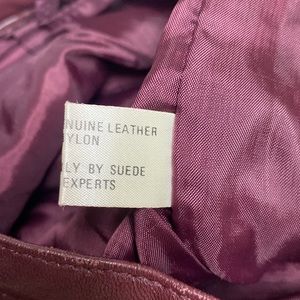 NUINE LEATHER
YLON
LY BY SUEDE
EXPERTS